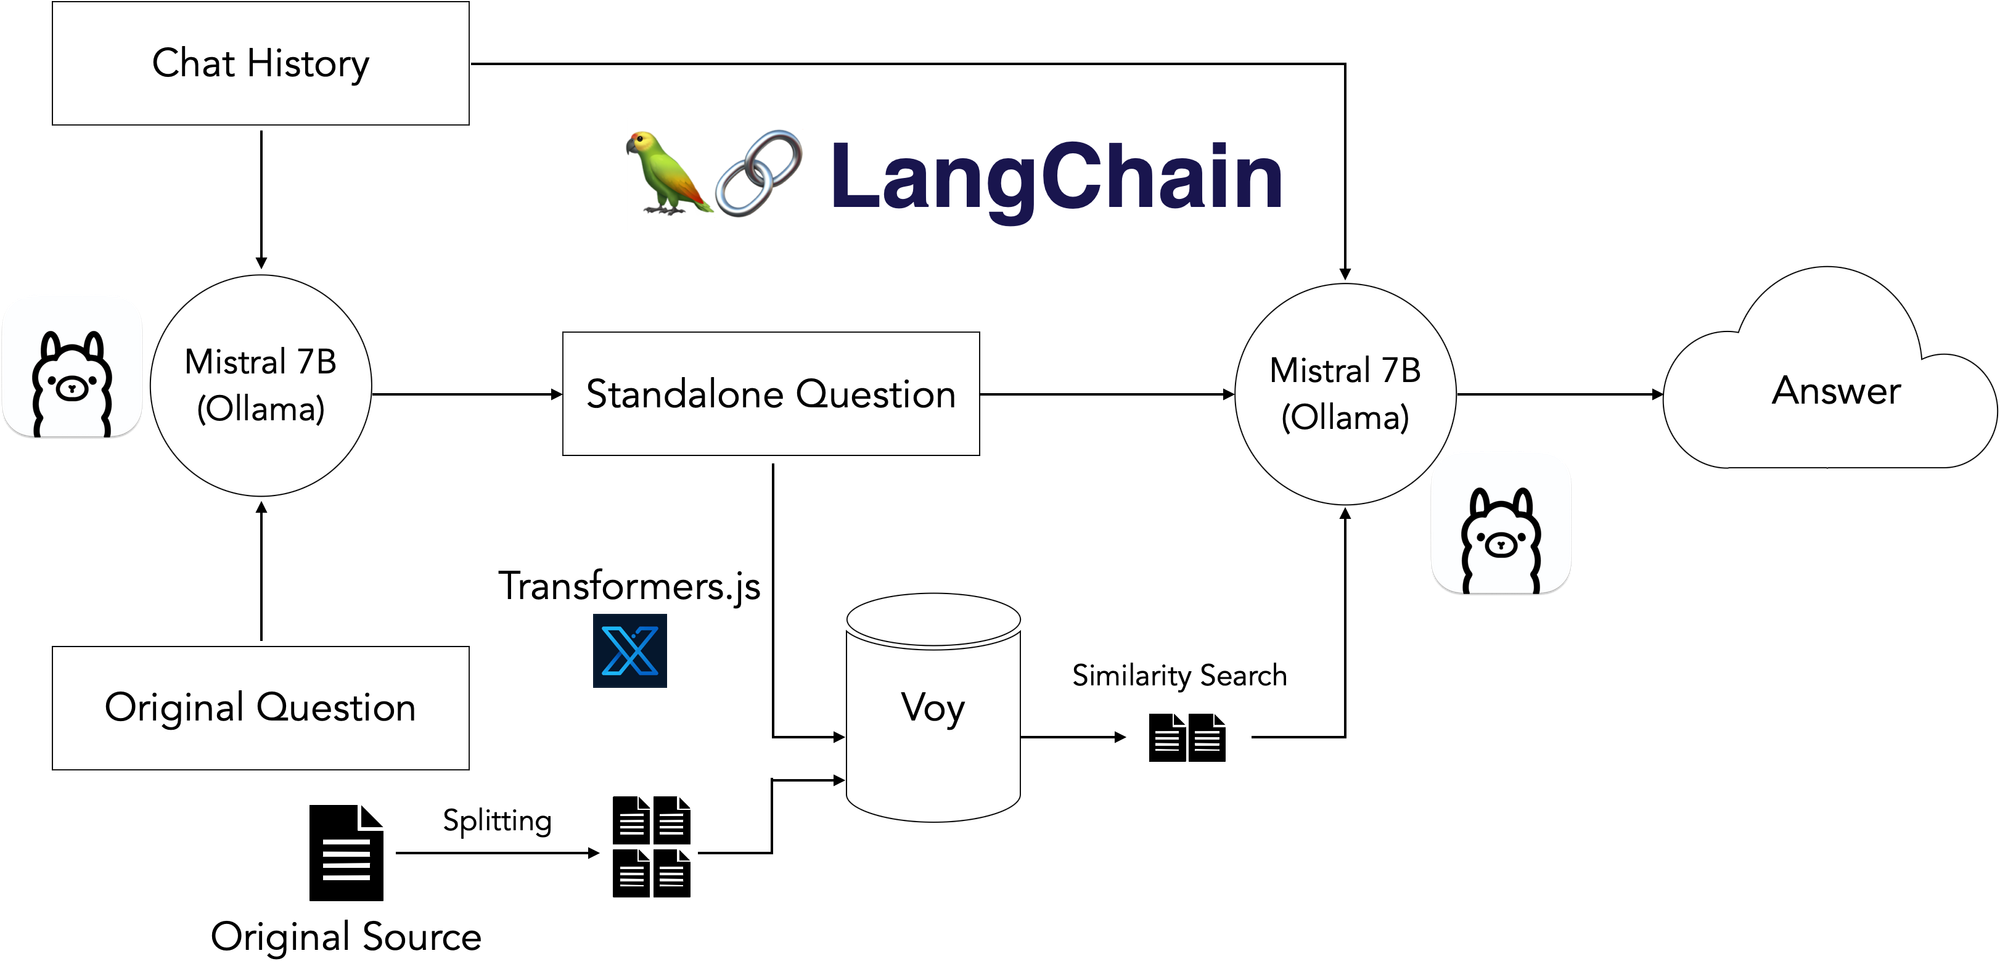 Chat History
LangChain
Mistral 7B
(Ollama)
Standalone Question
Mistral 7B
(Ollama)
Answer
Transformers.js
Original Question
Voy
Similarity Search
Splitting
Original Source